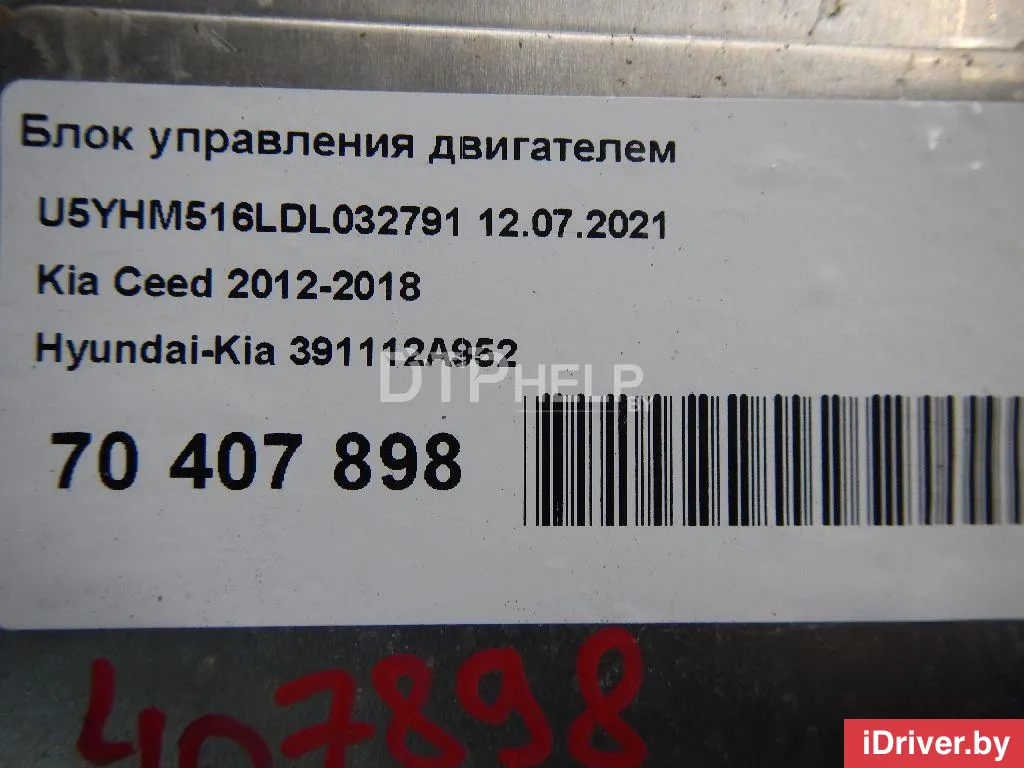 Блок управления двигателем
U5YHM516LDL032791 12.07.2021
Kia Ceed 2012-2018
Hyundai-Kia 391112A952
DTPHELP
BY
70 407 898
407898
iDriver.by